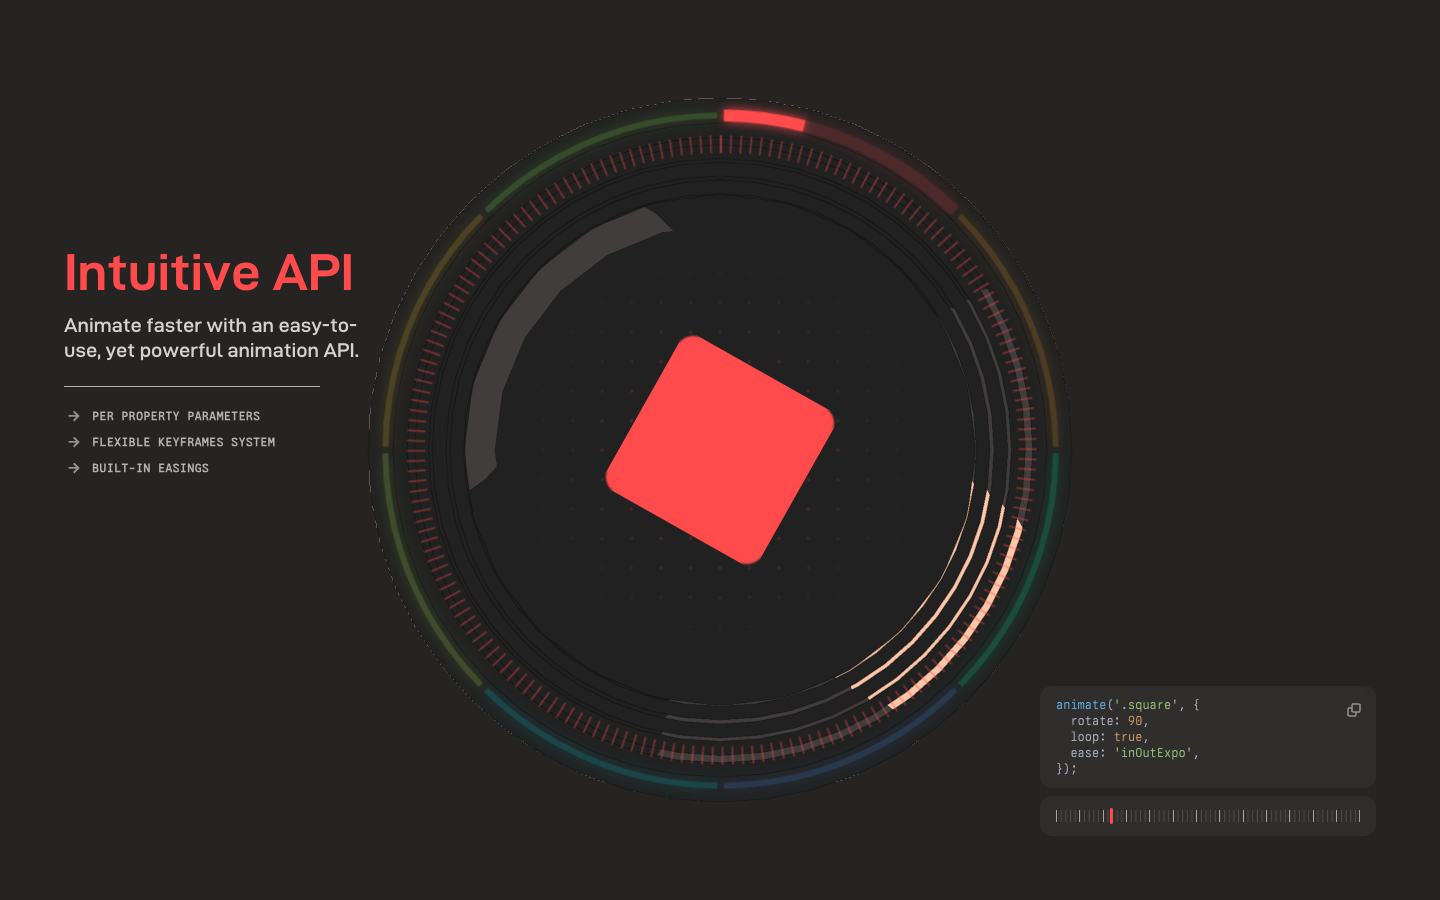 Intuitive API
Animate faster with an easy-to-
use, yet powerful animation API.
PER PROPERTY PARAMETERS
FLEXIBLE KEYFRAMES SYSTEM
BUILT-IN EASINGS
animate('.square', {
  rotate: 90,
  loop: true,
  ease: 'inOutExpo',
});